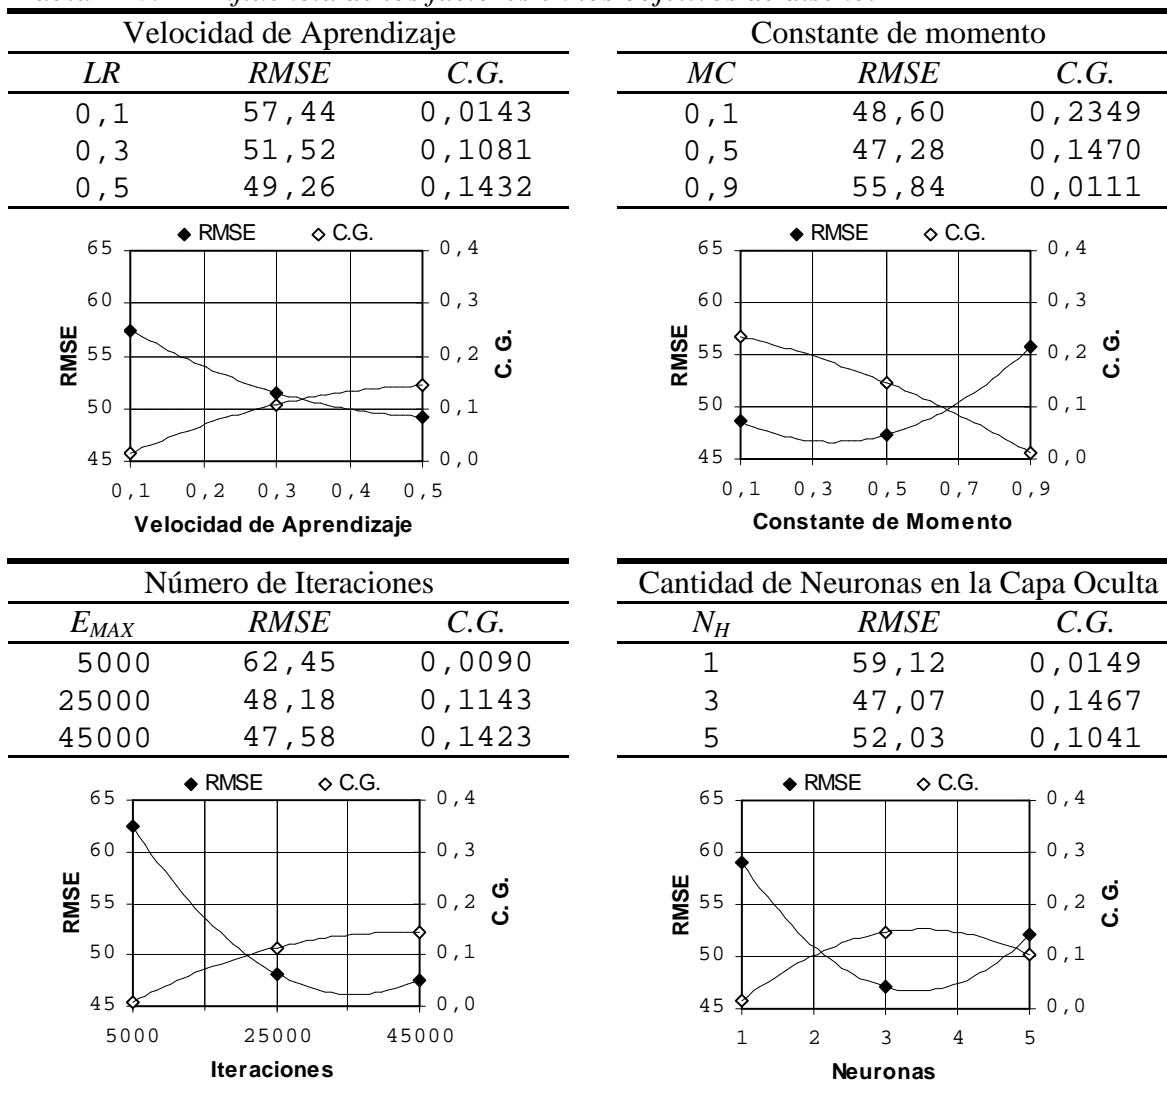 Velocidad de Aprendizaje
LR RMSE C.G.
0,1 57,44 0,0143
0,3 51,52 0,1081
0,5 49,26 0,1432
RMSE C.G.
65 0,4
60 0,3
55 0,2
50 0,1
45 0,0
RMSE
C. G.
0,1 0,2 0,3 0,4 0,5
Velocidad de Aprendizaje
Constante de momento
MC RMSE C.G.
0,1 48,60 0,2349
0,5 47,28 0,1470
0,9 55,84 0,0111
RMSE C.G.
65 0,4
60 0,3
55 0,2
50 0,1
45 0,0
RMSE
C. G.
0,1 0,3 0,5 0,7 0,9
Constante de Momento
Número de Iteraciones
E_MAX RMSE C.G.
5000 62,45 0,0090
25000 48,18 0,1143
45000 47,58 0,1423
RMSE C.G.
65 0,4
60 0,3
55 0,2
50 0,1
45 0,0
RMSE
C. G.
5000 25000 45000
Iteraciones
Cantidad de Neuronas en la Capa Oculta
N_H RMSE C.G.
1 59,12 0,0149
3 47,07 0,1467
5 52,03 0,1041
RMSE C.G.
65 0,4
60 0,3
55 0,2
50 0,1
45 0,0
RMSE
C. G.
1 2 3 4 5
Neuronas